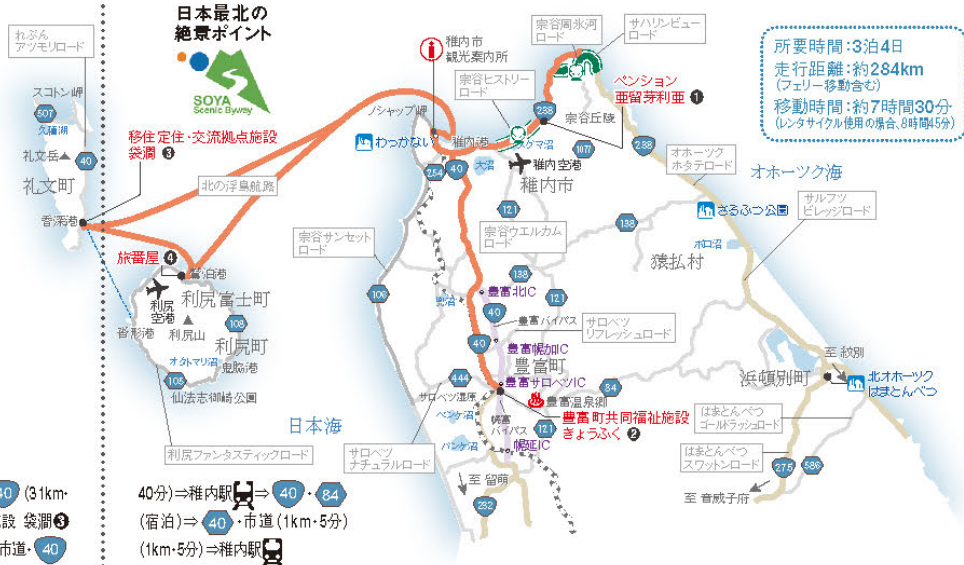 日本最北の
絶景ポイント
SOYA
Scenic Byway
所要時間：3泊4日
走行距離：約284km
(フェリー移動含む)
移動時間：約7時間30分
(レンタサイクル使用の場合、8時間45分)
れぶん
アツモリロード
スコトン岬
507
久種湖
40
礼文岳
礼文町
香深港
移住定住・交流拠点施設
袋澗 ❸
北の浮島航路
旅番屋 ❹
鴛泊港
利尻
空港
利尻富士町
沓形港
利尻山
108
利尻町
オタトマリ沼
鬼脇港
105
仙法志御崎公園
利尻ファンタスティックロード
日本海
稚内市
観光案内所
宗谷周氷河
ロード
サハリンビュー
ロード
宗谷ヒストリー
ロード
ペンション
亜留芽利亜 ❶
238
宗谷丘陵
ノシャップ岬
わっかない
稚内港
254
40
大沼
メグマ沼
1077
238
稚内空港
稚内市
オホーツク
ホタテロード
オホーツク海
121
さるふつ公園
サルフツ
ビレッジロード
138
宗谷サンセット
ロード
宗谷ウエルカム
ロード
ポロ沼
猿払村
106
兜沼
138
豊富北IC
121
40
豊富バイパス
サロベツ
リフレッシュロード
40
豊富幌加IC
豊富町
444
豊富サロベツIC
84
サロベツ湿原
豊富温泉郷
ペンケ沼
幌富
バイパス
121
豊富町共同福祉施設
きょうふく ❷
パンケ沼
幌延IC
サロベツ
ナチュラルロード
至 留萌
232
至 紋別
浜頓別町
北オホーツク
はまとんべつ
はまとんべつ
ゴールドラッシュロード
はまとんべつ
スワットンロード
275
586
至 音威子府
40 (31km・
設 袋澗❸
市道・40
40分)⇒稚内駅⇒40・84
(宿泊)⇒40・市道(1km・5分)
(1km・5分)⇒稚内駅